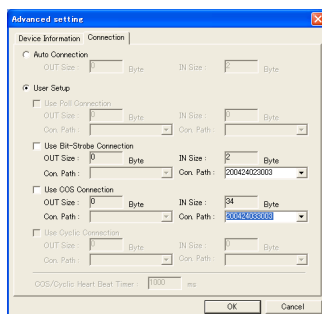 Advanced setting
Device Information Connection
Auto Connection
OUT Size : 0 Byte IN Size : 2 Byte
User Setup
Use Poll Connection
OUT Size : 0 Byte IN Size : 0 Byte
Con. Path : Con. Path :
Use Bit-Strobe Connection
OUT Size : 0 Byte IN Size : 2 Byte
Con. Path : Con. Path : 200424023003
Use COS Connection
OUT Size : 0 Byte IN Size : 34 Byte
Con. Path : Con. Path : 200424033003
Use Cyclic Connection
OUT Size : 0 Byte IN Size : 0 Byte
Con. Path : Con. Path :
COS/Cyclic Heart Beat Timer : 1000 ms
OK Cancel